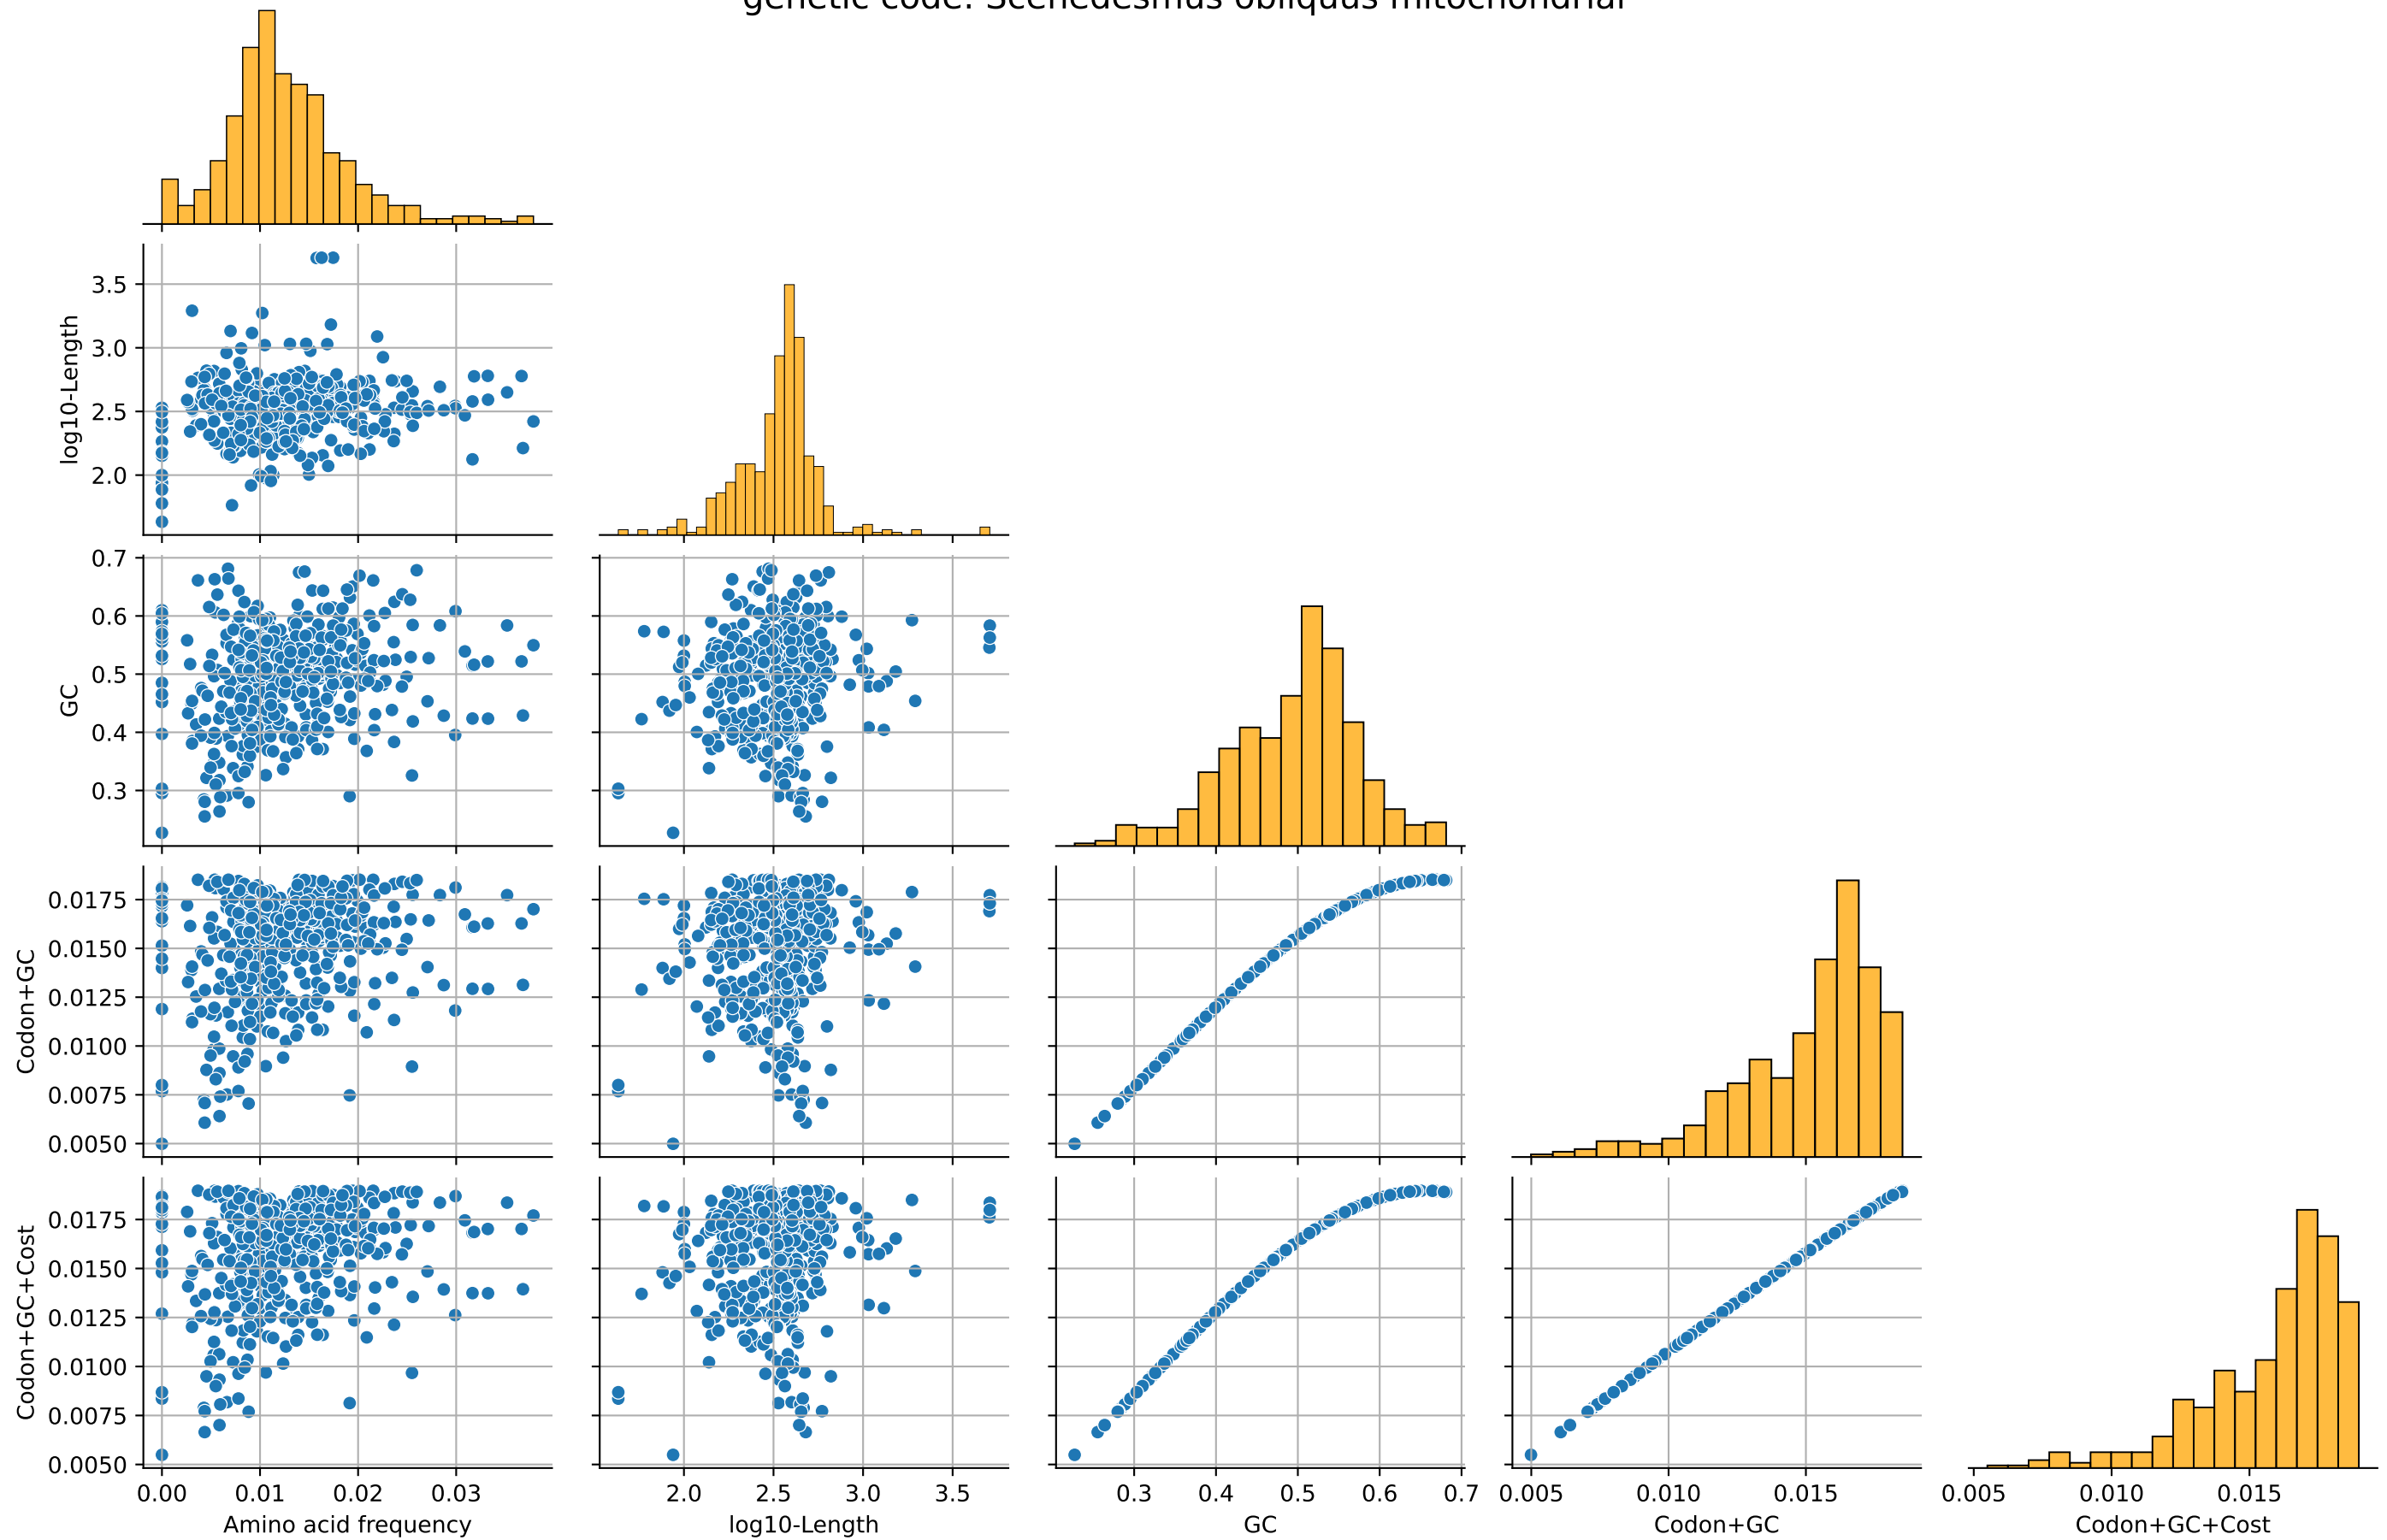 genetic code: Scenedesmus obliquus mitochondrial
3.5
3.0
2.5
2.0
log10-Length
0.7
0.6
0.5
0.4
0.3
GC
0.0175
0.0150
0.0125
0.0100
0.0075
0.0050
Codon+GC
0.0175
0.0150
0.0125
0.0100
0.0075
0.0050
Codon+GC+Cost
0.00 0.01 0.02 0.03
Amino acid frequency
2.0 2.5 3.0 3.5
log10-Length
0.3 0.4 0.5 0.6 0.7
GC
0.005 0.010 0.015
Codon+GC
0.005 0.010 0.015
Codon+GC+Cost